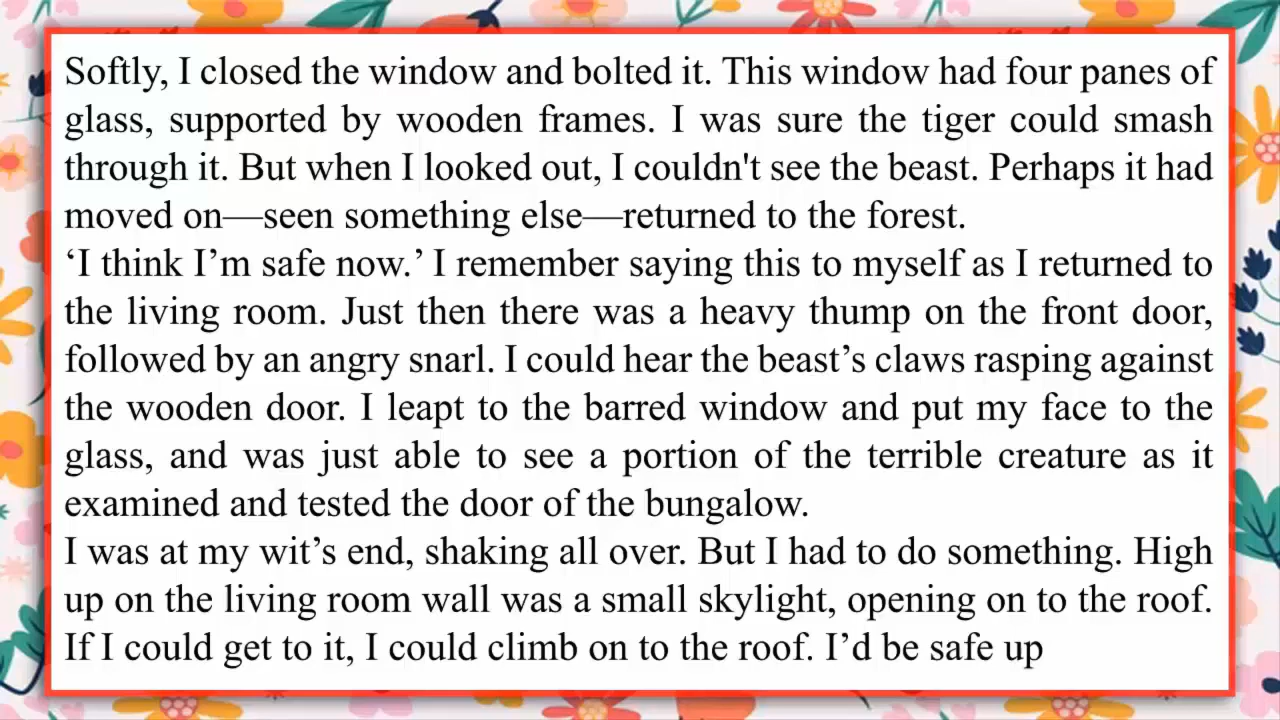 Softly, I closed the window and bolted it. This window had four panes of
glass, supported by wooden frames. I was sure the tiger could smash
through it. But when I looked out, I couldn't see the beast. Perhaps it had
moved on—seen something else—returned to the forest.
‘I think I’m safe now.’ I remember saying this to myself as I returned to
the living room. Just then there was a heavy thump on the front door,
followed by an angry snarl. I could hear the beast’s claws rasping against
the wooden door. I leapt to the barred window and put my face to the
glass, and was just able to see a portion of the terrible creature as it
examined and tested the door of the bungalow.
I was at my wit’s end, shaking all over. But I had to do something. High
up on the living room wall was a small skylight, opening on to the roof.
If I could get to it, I could climb on to the roof. I’d be safe up